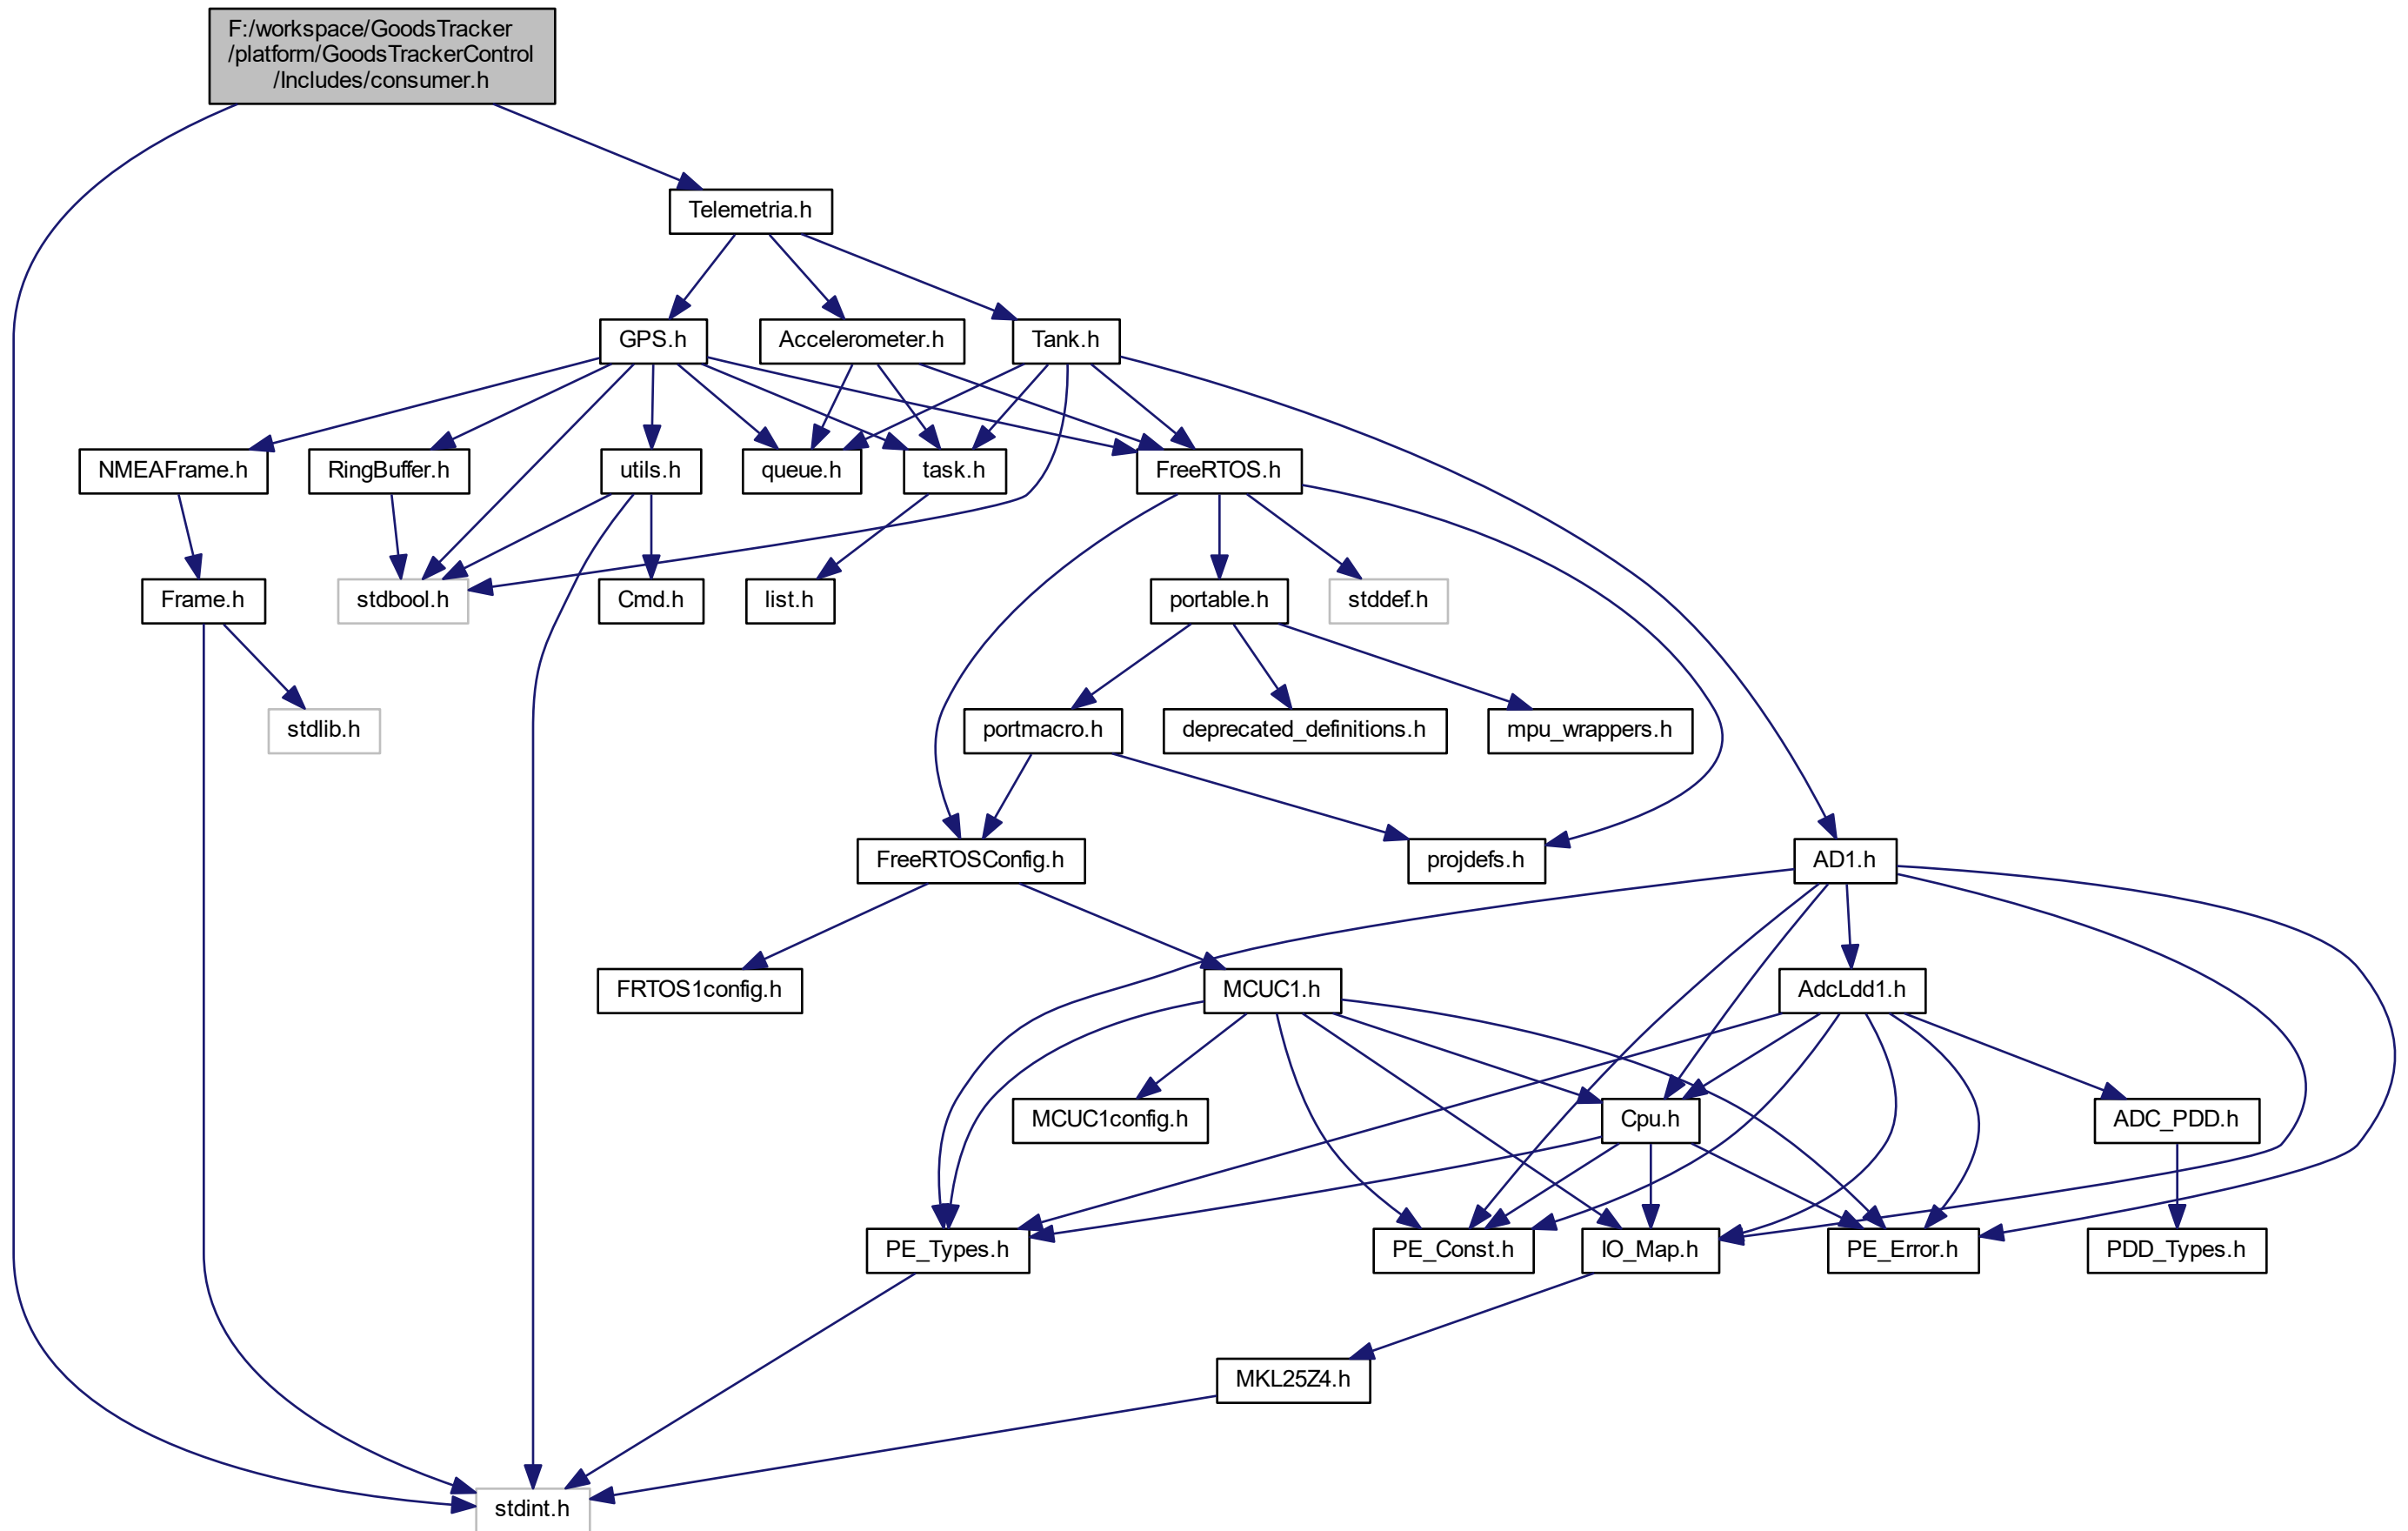 F:/workspace/GoodsTracker
/platform/GoodsTrackerControl
/Includes/consumer.h
Telemetria.h
GPS.h
Accelerometer.h
Tank.h
NMEAFrame.h
RingBuffer.h
utils.h
queue.h
task.h
FreeRTOS.h
Frame.h
stdbool.h
Cmd.h
list.h
portable.h
stddef.h
stdlib.h
portmacro.h
deprecated_definitions.h
mpu_wrappers.h
FreeRTOSConfig.h
projdefs.h
AD1.h
FRTOS1config.h
MCUC1.h
AdcLdd1.h
MCUC1config.h
Cpu.h
ADC_PDD.h
PE_Types.h
PE_Const.h
IO_Map.h
PE_Error.h
PDD_Types.h
MKL25Z4.h
stdint.h